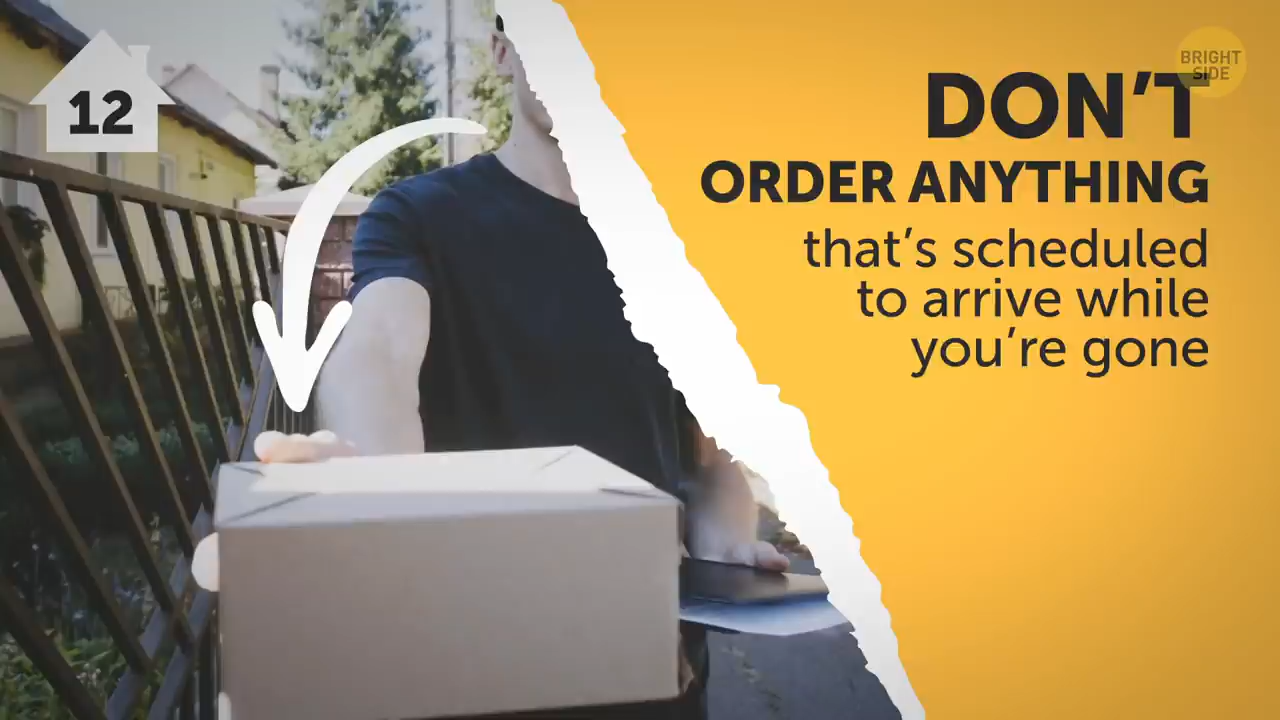 12
BRIGHT
SIDE
DON'T
ORDER ANYTHING
that's scheduled
to arrive while
you're gone